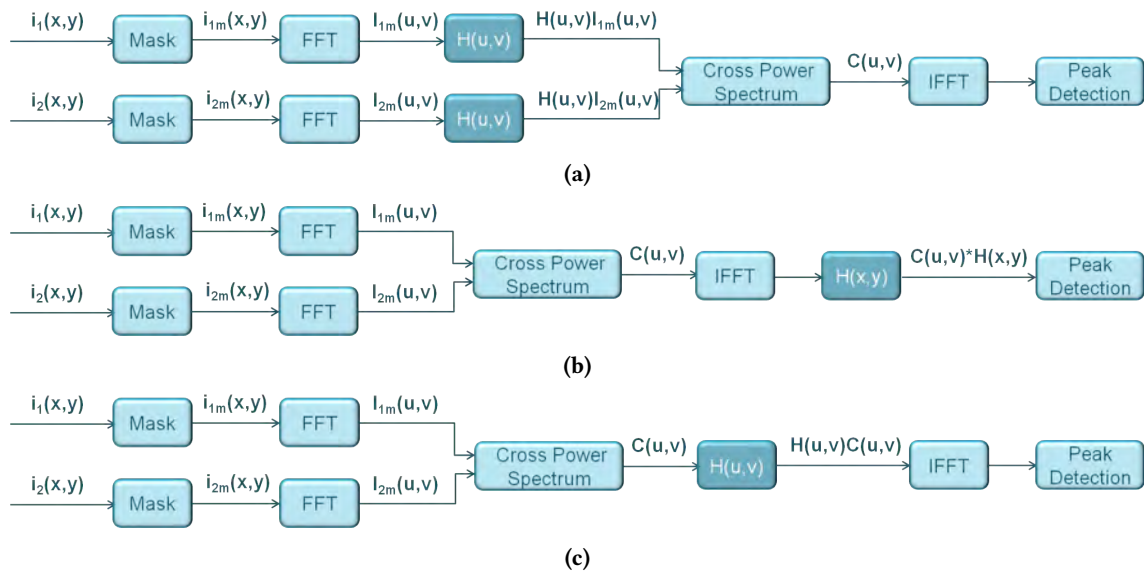 i₁(x,y) Mask i₁ₘ(x,y) FFT I₁ₘ(u,v) H(u,v) H(u,v)I₁ₘ(u,v)
Cross Power Spectrum C(u,v) IFFT Peak Detection
i₂(x,y) Mask i₂ₘ(x,y) FFT I₂ₘ(u,v) H(u,v) H(u,v)I₂ₘ(u,v)
(a)
i₁(x,y) Mask i₁ₘ(x,y) FFT I₁ₘ(u,v)
Cross Power Spectrum C(u,v) IFFT H(x,y) C(u,v)*H(x,y) Peak Detection
i₂(x,y) Mask i₂ₘ(x,y) FFT I₂ₘ(u,v)
(b)
i₁(x,y) Mask i₁ₘ(x,y) FFT I₁ₘ(u,v)
Cross Power Spectrum C(u,v) H(u,v) H(u,v)C(u,v) IFFT Peak Detection
i₂(x,y) Mask i₂ₘ(x,y) FFT I₂ₘ(u,v)
(c)